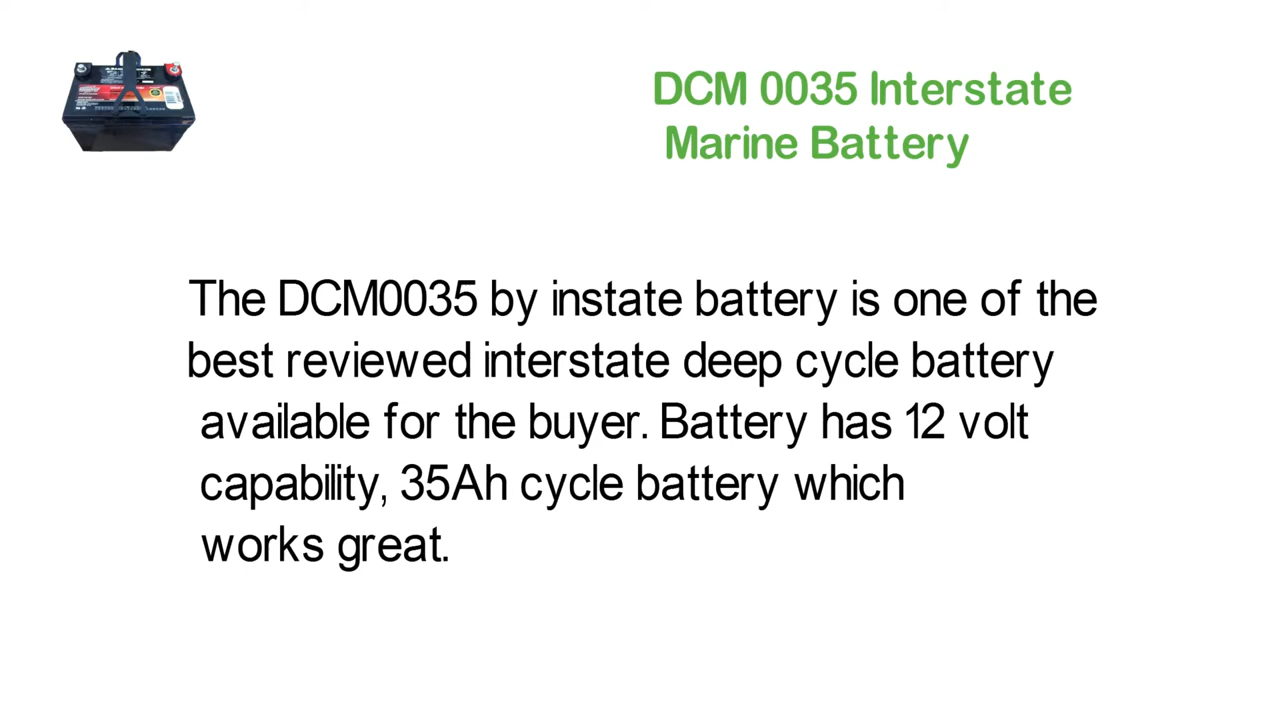 DCM 0035 Interstate
Marine Battery
The DCM0035 by instate battery is one of the
best reviewed interstate deep cycle battery
available for the buyer. Battery has 12 volt
capability, 35Ah cycle battery which
works great.